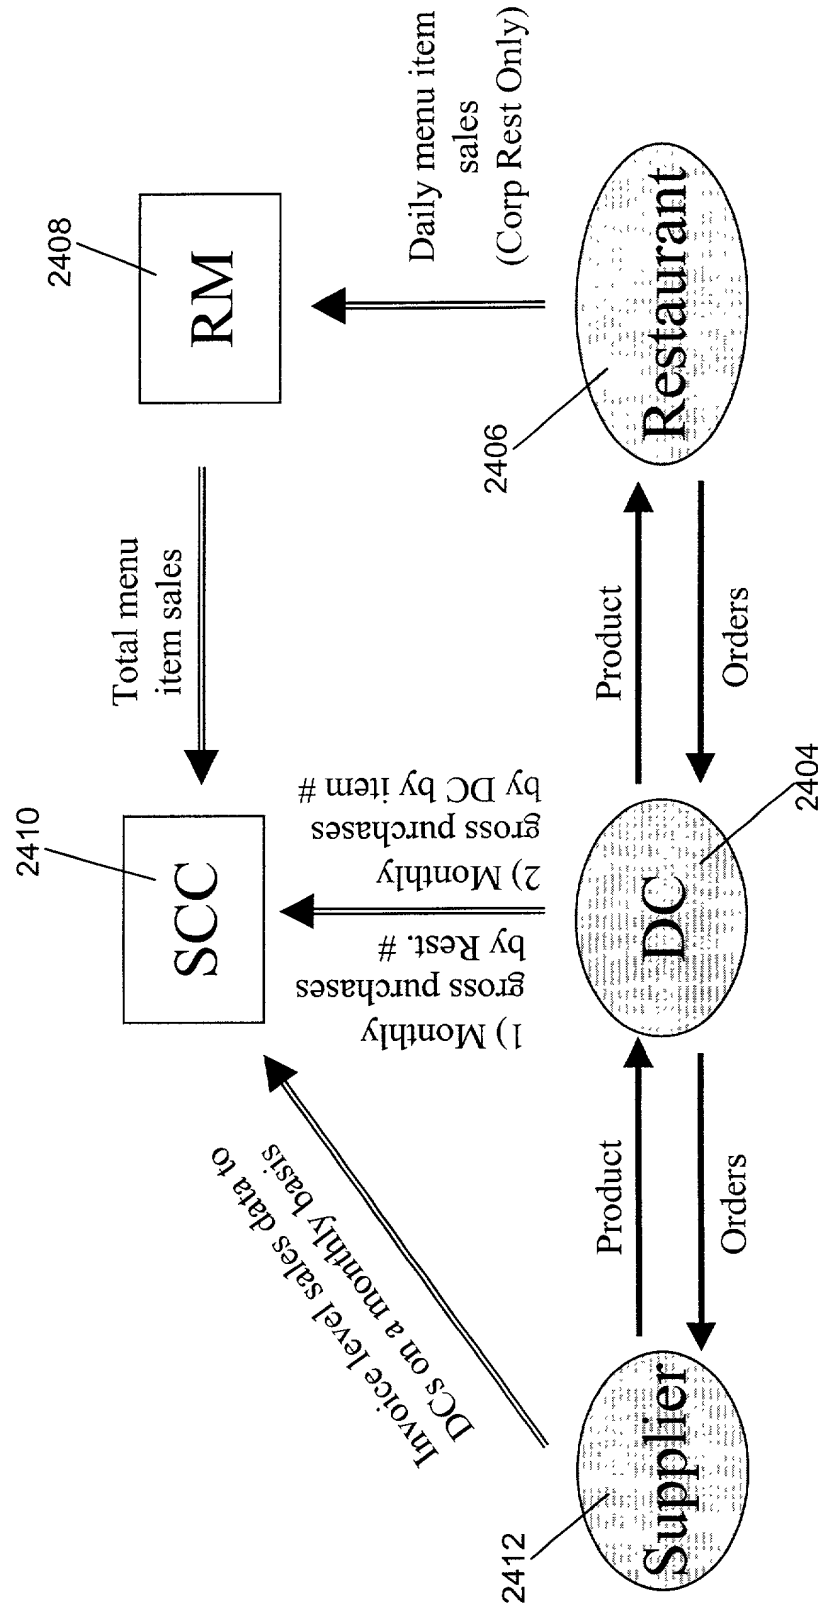 2410
SCC
Total menu
item sales
2408
RM
Invoice level sales data to
DCs on a monthly basis
1) Monthly
gross purchases
by Rest. #
2) Monthly
gross purchases
by DC by item #
Daily menu item
sales
(Corp Rest Only)
2412
Supplier
Product
Orders
DC
2404
Product
Orders
2406
Restaurant